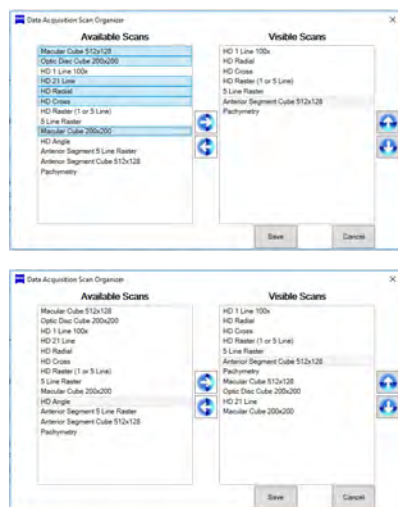 Data Acquisition Scan Organizer
Available Scans
Macular Cube 512x128
Optic Disc Cube 200x200
HD 1 Line 100x
HD 21 Line
HD Radial
HD Cross
HD Raster (1 or 5 Line)
5 Line Raster
Macular Cube 200x200
HD Angle
Anterior Segment 5 Line Raster
Anterior Segment Cube 512x128
Pachymetry
Visible Scans
HD 1 Line 100x
HD Radial
HD Cross
HD Raster (1 or 5 Line)
5 Line Raster
Anterior Segment Cube 512x128
Pachymetry
Save
Cancel
Data Acquisition Scan Organizer
Available Scans
Macular Cube 512x128
Optic Disc Cube 200x200
HD 1 Line 100x
HD 21 Line
HD Radial
HD Cross
HD Raster (1 or 5 Line)
5 Line Raster
Macular Cube 200x200
HD Angle
Anterior Segment 5 Line Raster
Anterior Segment Cube 512x128
Pachymetry
Visible Scans
HD 1 Line 100x
HD Radial
HD Cross
HD Raster (1 or 5 Line)
5 Line Raster
Anterior Segment Cube 512x128
Pachymetry
Macular Cube 512x128
Optic Disc Cube 200x200
HD 21 Line
Macular Cube 200x200
Save
Cancel